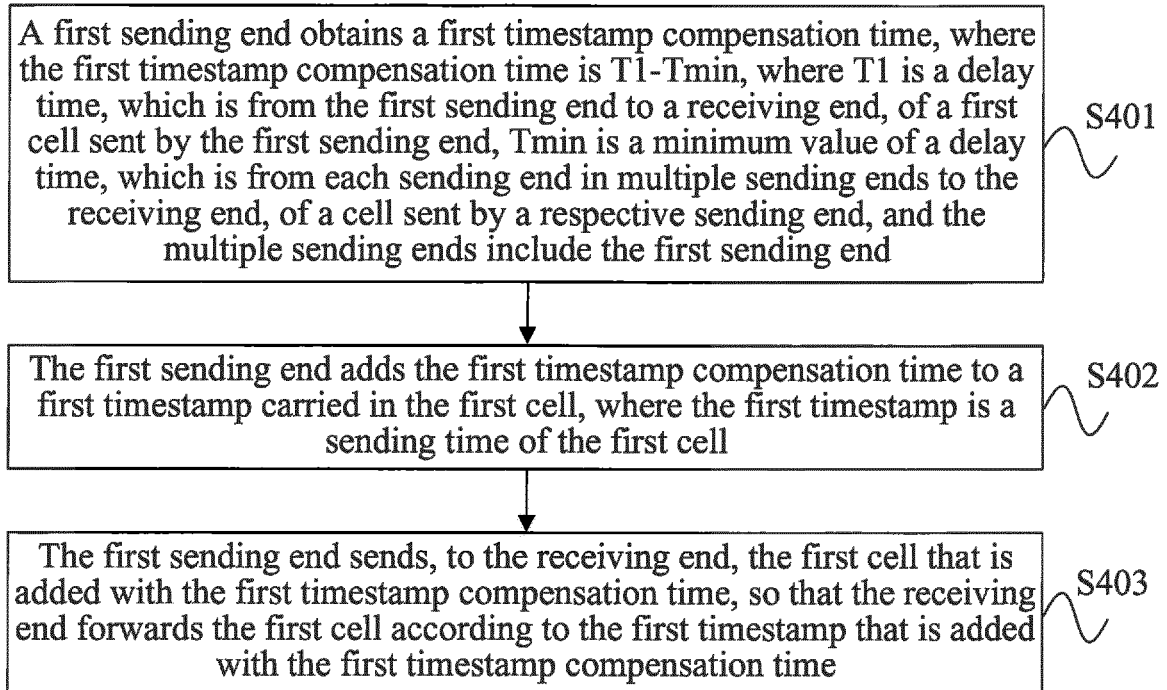 A first sending end obtains a first timestamp compensation time, where
the first timestamp compensation time is T1-Tmin, where T1 is a delay
time, which is from the first sending end to a receiving end, of a first
cell sent by the first sending end, Tmin is a minimum value of a delay
time, which is from each sending end in multiple sending ends to the
receiving end, of a cell sent by a respective sending end, and the
multiple sending ends include the first sending end
S401
The first sending end adds the first timestamp compensation time to a
first timestamp carried in the first cell, where the first timestamp is a
sending time of the first cell
S402
The first sending end sends, to the receiving end, the first cell that is
added with the first timestamp compensation time, so that the receiving
end forwards the first cell according to the first timestamp that is added
with the first timestamp compensation time
S403